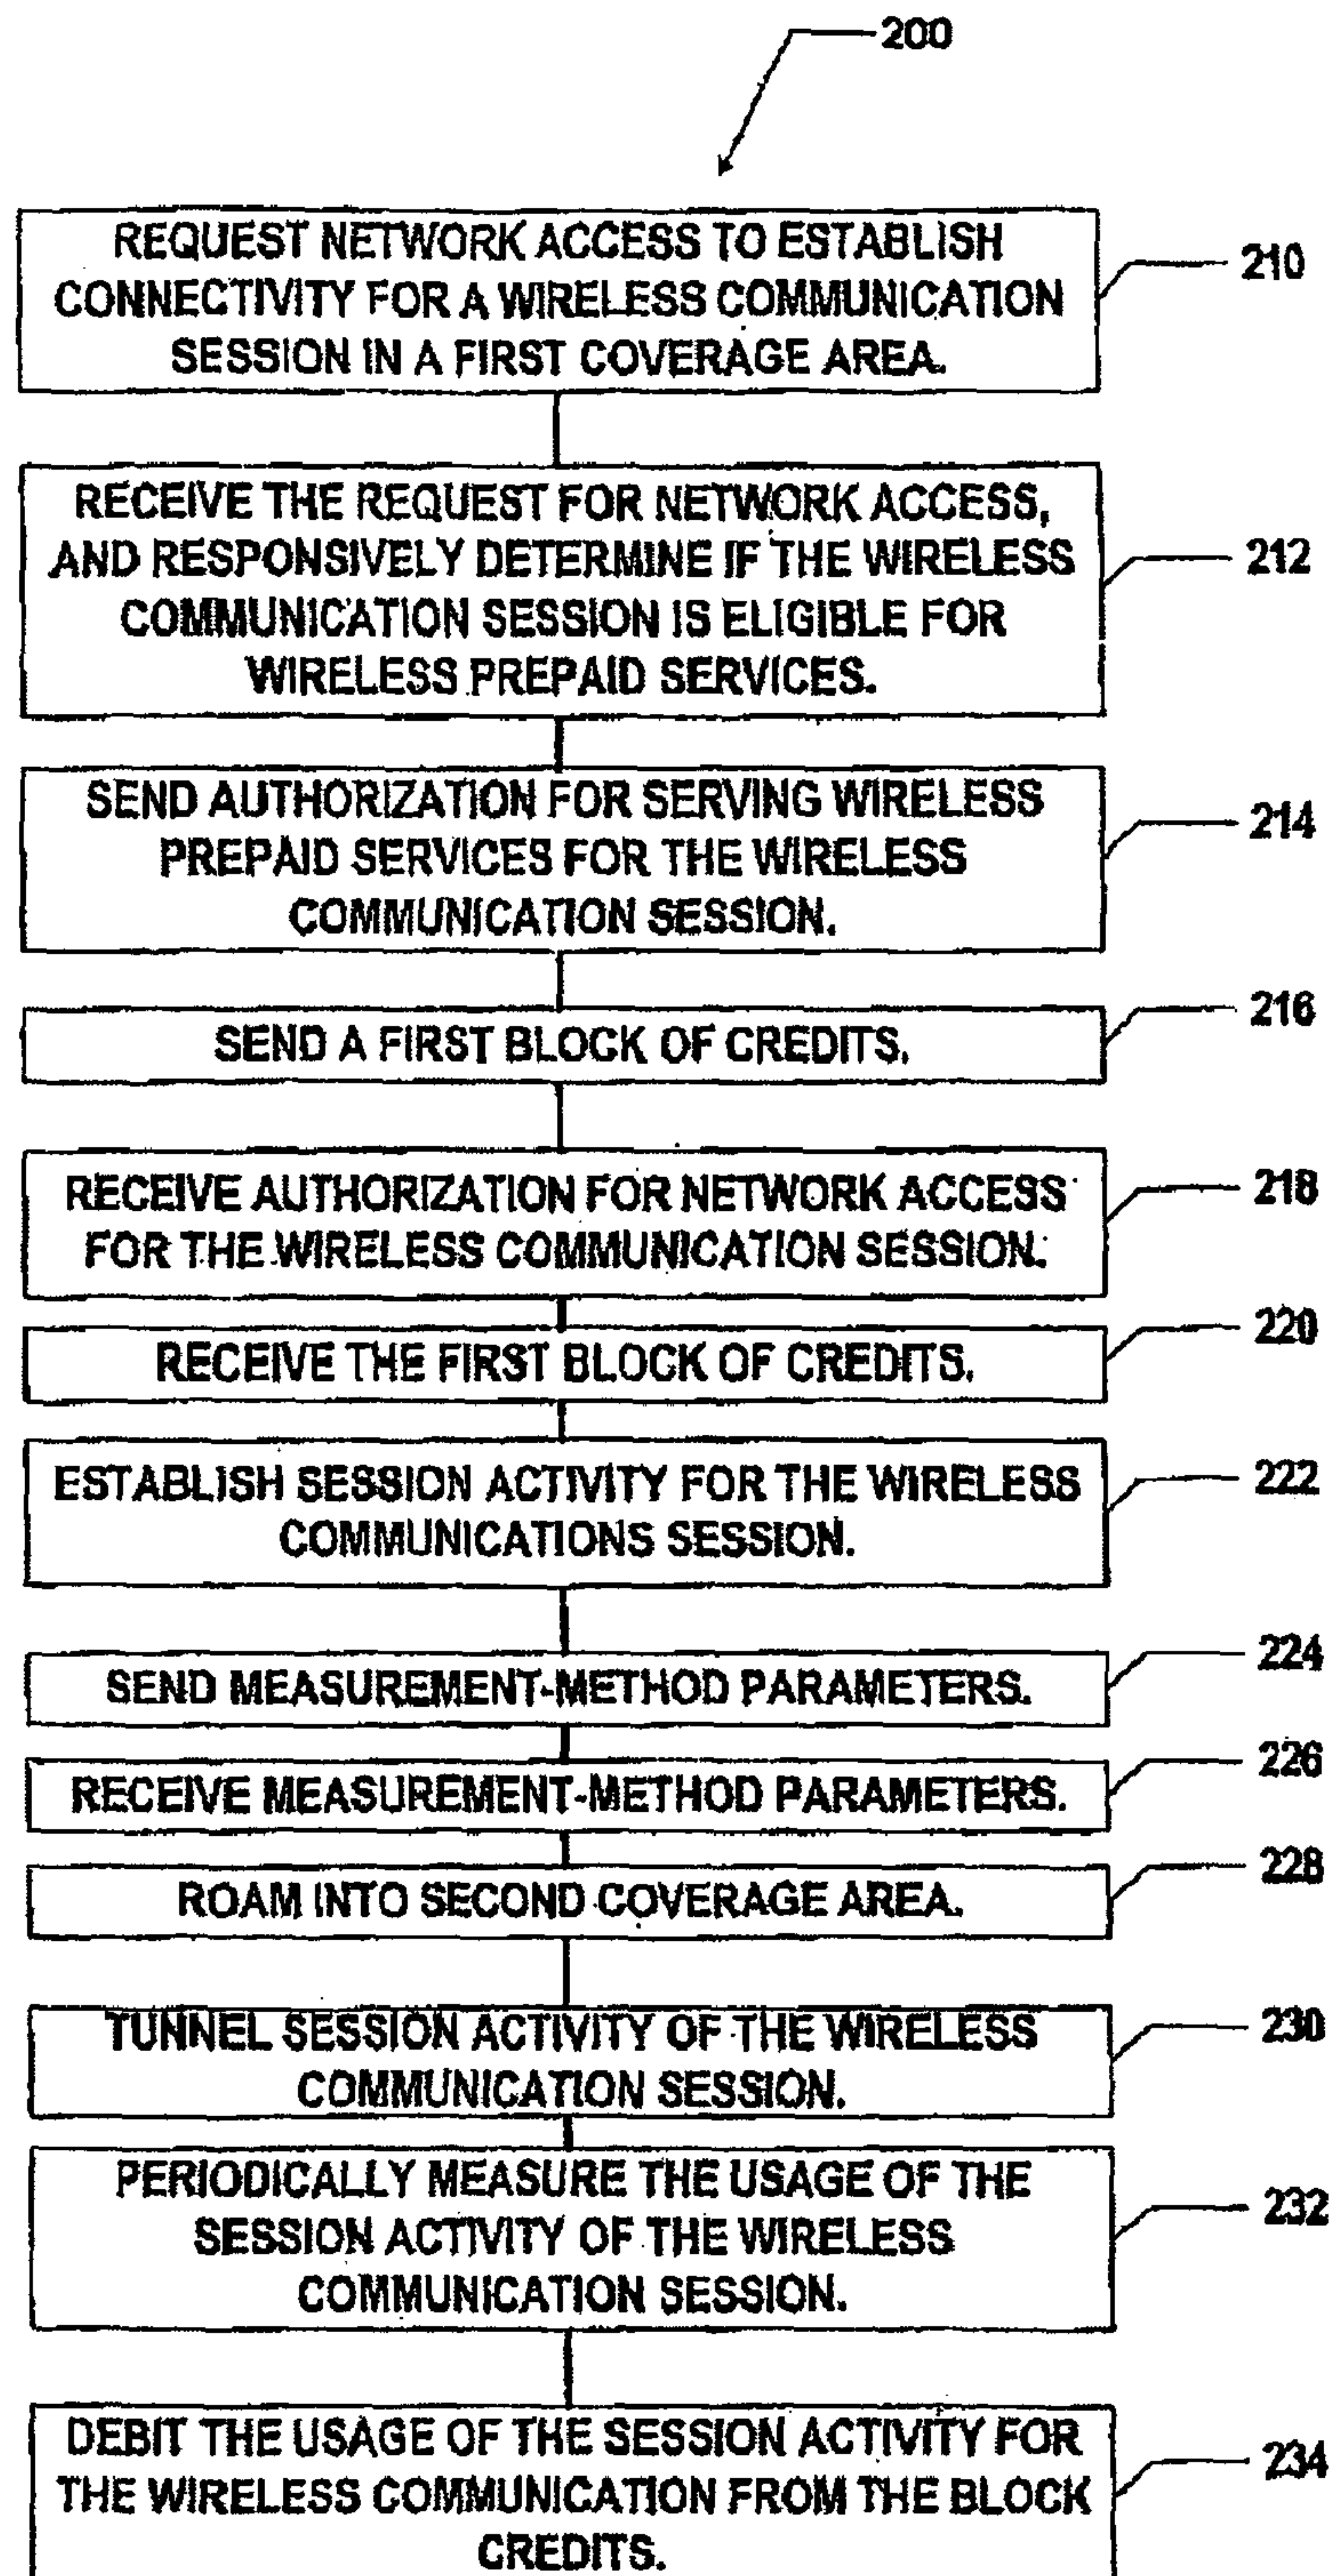 200
REQUEST NETWORK ACCESS TO ESTABLISH
CONNECTIVITY FOR A WIRELESS COMMUNICATION
SESSION IN A FIRST COVERAGE AREA.
210
RECEIVE THE REQUEST FOR NETWORK ACCESS,
AND RESPONSIVELY DETERMINE IF THE WIRELESS
COMMUNICATION SESSION IS ELIGIBLE FOR
WIRELESS PREPAID SERVICES.
212
SEND AUTHORIZATION FOR SERVING WIRELESS
PREPAID SERVICES FOR THE WIRELESS
COMMUNICATION SESSION.
214
SEND A FIRST BLOCK OF CREDITS.
216
RECEIVE AUTHORIZATION FOR NETWORK ACCESS
FOR THE WIRELESS COMMUNICATION SESSION.
218
RECEIVE THE FIRST BLOCK OF CREDITS.
220
ESTABLISH SESSION ACTIVITY FOR THE WIRELESS
COMMUNICATIONS SESSION.
222
SEND MEASUREMENT-METHOD PARAMETERS.
224
RECEIVE MEASUREMENT-METHOD PARAMETERS.
226
ROAM INTO SECOND COVERAGE AREA.
228
TUNNEL SESSION ACTIVITY OF THE WIRELESS
COMMUNICATION SESSION.
230
PERIODICALLY MEASURE THE USAGE OF THE
SESSION ACTIVITY OF THE WIRELESS
COMMUNICATION SESSION.
232
DEBIT THE USAGE OF THE SESSION ACTIVITY FOR
THE WIRELESS COMMUNICATION FROM THE BLOCK
CREDITS.
234